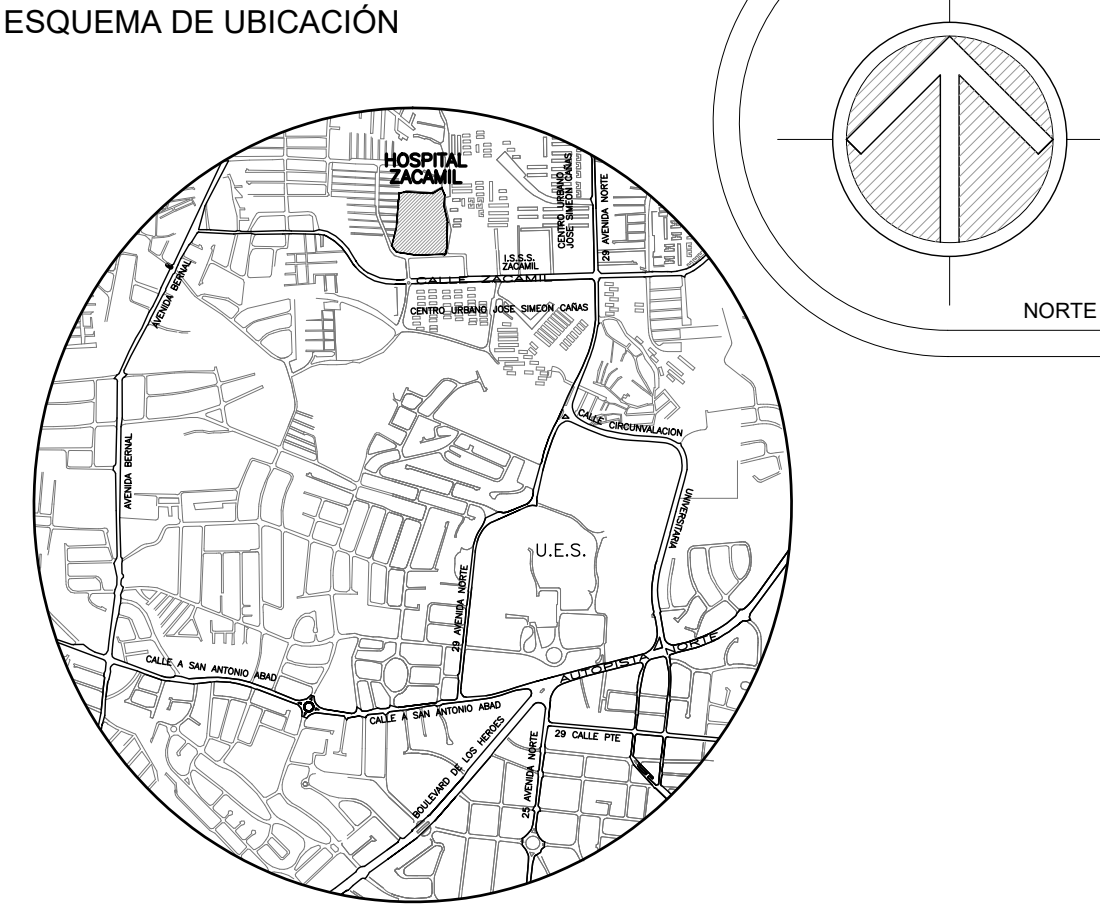 ESQUEMA DE UBICACIÓN
NORTE
HOSPITAL
ZACAMIL
CENTRO URBANO
JOSE SIMEON CAÑAS
29 AVENIDA NORTE
I.S.S.S.
ZACAMIL
CALLE ZACAMIL
CENTRO URBANO JOSE SIMEON CAÑAS
AVENIDA BERNAL
CALLE CIRCUNVALACION
AVENIDA BERNAL
UNIVERSITARIA
U.E.S.
29 AVENIDA NORTE
AUTOPISTA NORTE
CALLE A SAN ANTONIO ABAD
CALLE A SAN ANTONIO ABAD
29 CALLE PTE
BOULEVARD DE LOS HEROES
25 AVENIDA NORTE